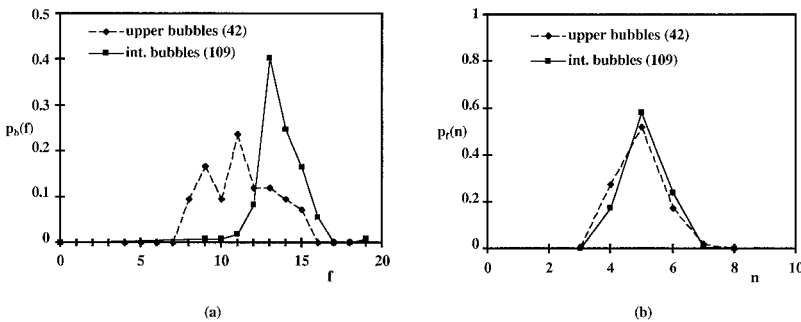 0.5
0.4
0.3
0.2
0.1
0
p_b(f)
upper bubbles (42)
int. bubbles (109)
0 5 10 15 20
f
(a)
1
0.8
0.6
0.4
0.2
0
p_f(n)
upper bubbles (42)
int. bubbles (109)
0 2 4 6 8 10
n
(b)